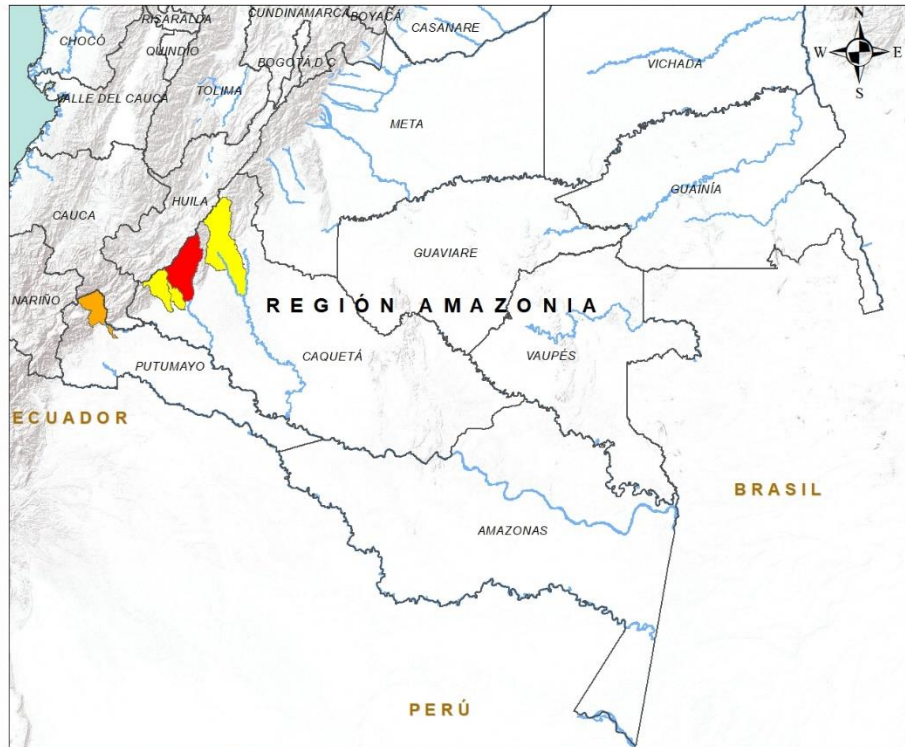 CUNDINAMARCA
BOYACÁ
RISARALDA
CASANARE
N
CHOCÓ
QUINDÍO
BOGOTÁ D.C
W
E
VICHADA
S
VALLE DEL CAUCA
TOLIMA
META
GUAINÍA
HUILA
CAUCA
GUAVIARE
NARIÑO
REGIÓN AMAZONIA
CAQUETÁ
VAUPÉS
PUTUMAYO
ECUADOR
BRASIL
AMAZONAS
PERÚ